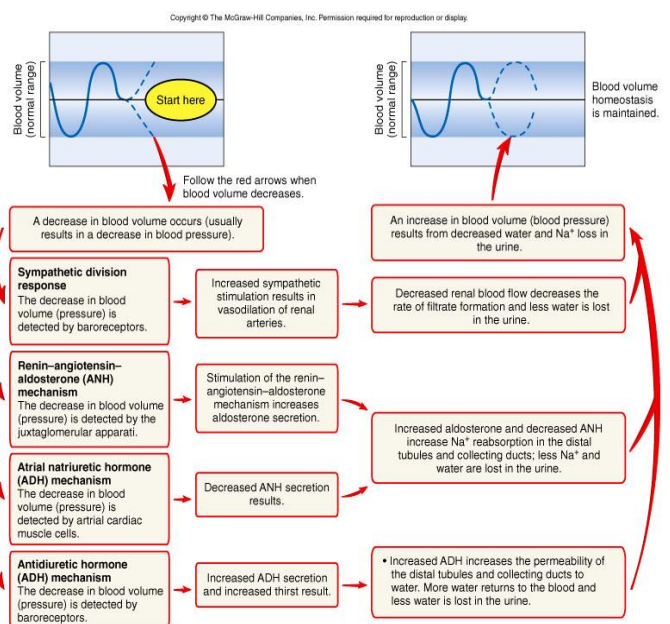 Copyright © The McGraw-Hill Companies, Inc. Permission required for reproduction or display.
Blood volume
(normal range)
Start here
Blood volume
(normal range)
Blood volume
homeostasis
is maintained.
Follow the red arrows when
blood volume decreases.
A decrease in blood volume occurs (usually
results in a decrease in blood pressure).
An increase in blood volume (blood pressure)
results from decreased water and Na⁺ loss in
the urine.
Sympathetic division
response
The decrease in blood
volume (pressure) is
detected by baroreceptors.
Increased sympathetic
stimulation results in
vasodilation of renal
arteries.
Decreased renal blood flow decreases the
rate of filtrate formation and less water is lost
in the urine.
Renin–angiotensin–
aldosterone (ANH)
mechanism
The decrease in blood volume
(pressure) is detected by the
juxtaglomerular apparati.
Stimulation of the renin–
angiotensin–aldosterone
mechanism increases
aldosterone secretion.
Increased aldosterone and decreased ANH
increase Na⁺ reabsorption in the distal
tubules and collecting ducts; less Na⁺ and
water are lost in the urine.
Atrial natriuretic hormone
(ADH) mechanism
The decrease in blood
volume (pressure) is
detected by artrial cardiac
muscle cells.
Decreased ANH secretion
results.
Antidiuretic hormone
(ADH) mechanism
The decrease in blood volume
(pressure) is detected by
baroreceptors.
Increased ADH secretion
and increased thirst result.
• Increased ADH increases the permeability of
the distal tubules and collecting ducts to
water. More water returns to the blood and
less water is lost in the urine.